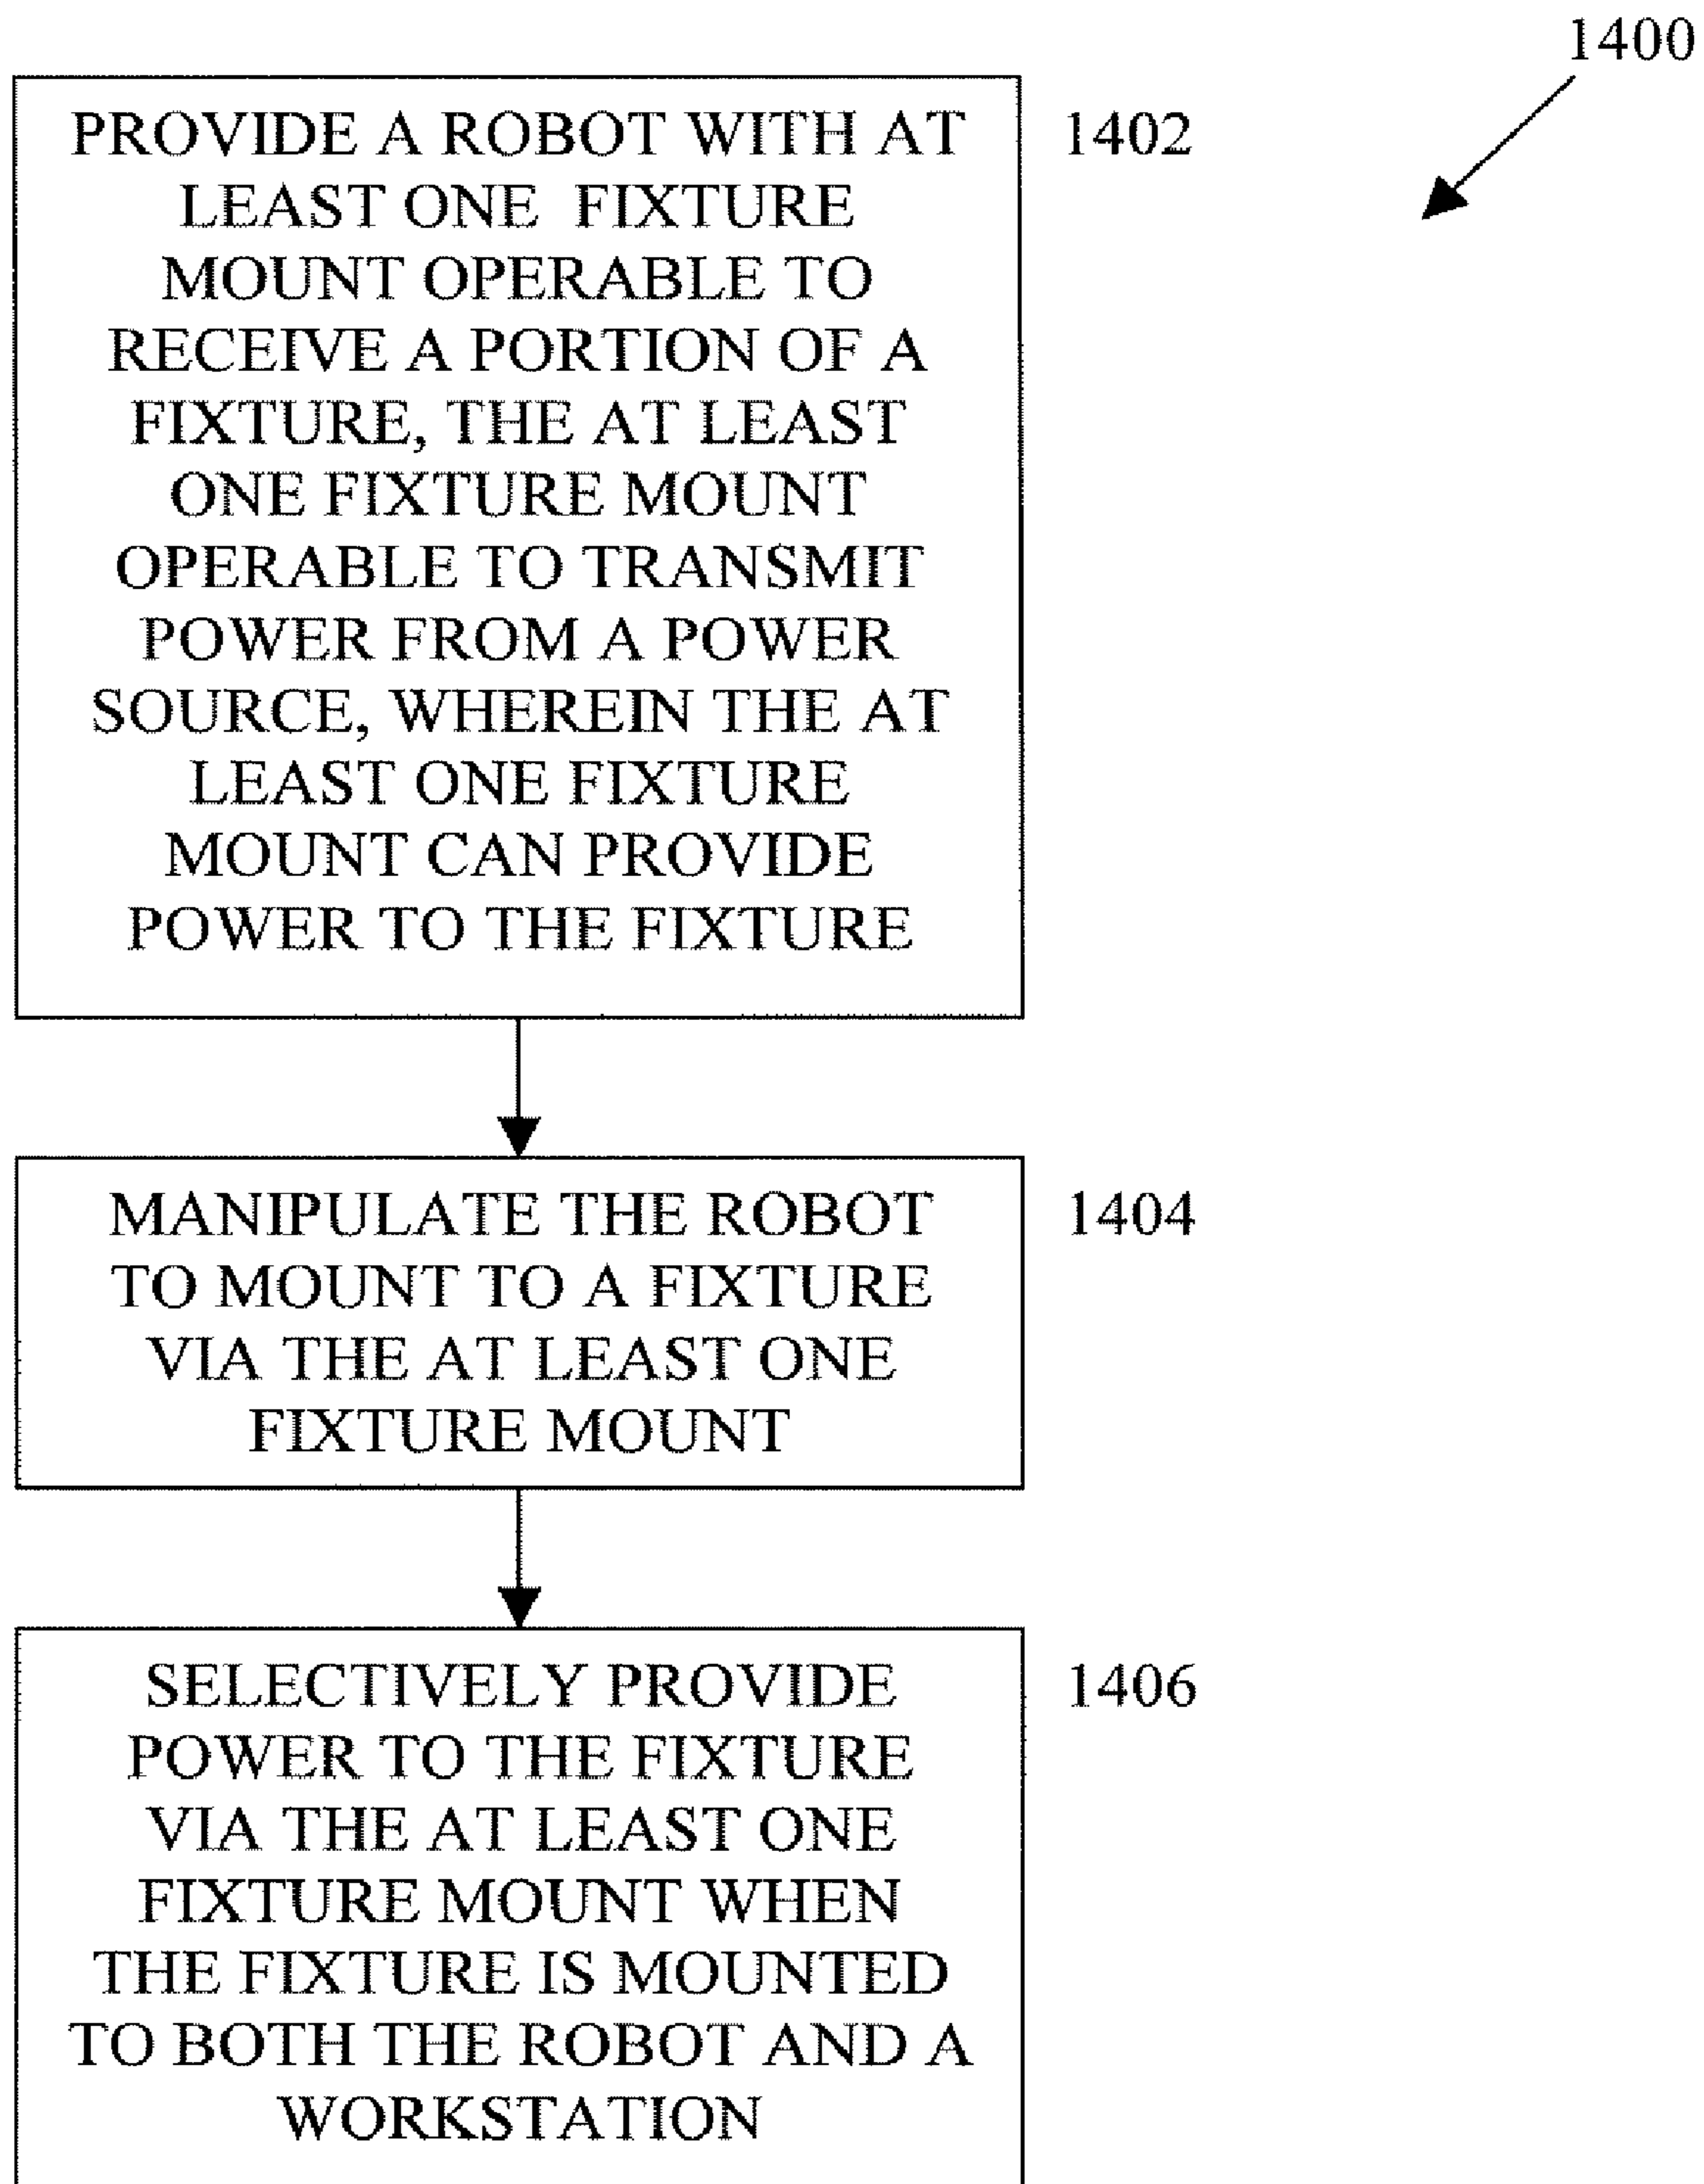 1400
PROVIDE A ROBOT WITH AT
LEAST ONE FIXTURE
MOUNT OPERABLE TO
RECEIVE A PORTION OF A
FIXTURE, THE AT LEAST
ONE FIXTURE MOUNT
OPERABLE TO TRANSMIT
POWER FROM A POWER
SOURCE, WHEREIN THE AT
LEAST ONE FIXTURE
MOUNT CAN PROVIDE
POWER TO THE FIXTURE
1402
MANIPULATE THE ROBOT
TO MOUNT TO A FIXTURE
VIA THE AT LEAST ONE
FIXTURE MOUNT
1404
SELECTIVELY PROVIDE
POWER TO THE FIXTURE
VIA THE AT LEAST ONE
FIXTURE MOUNT WHEN
THE FIXTURE IS MOUNTED
TO BOTH THE ROBOT AND A
WORKSTATION
1406